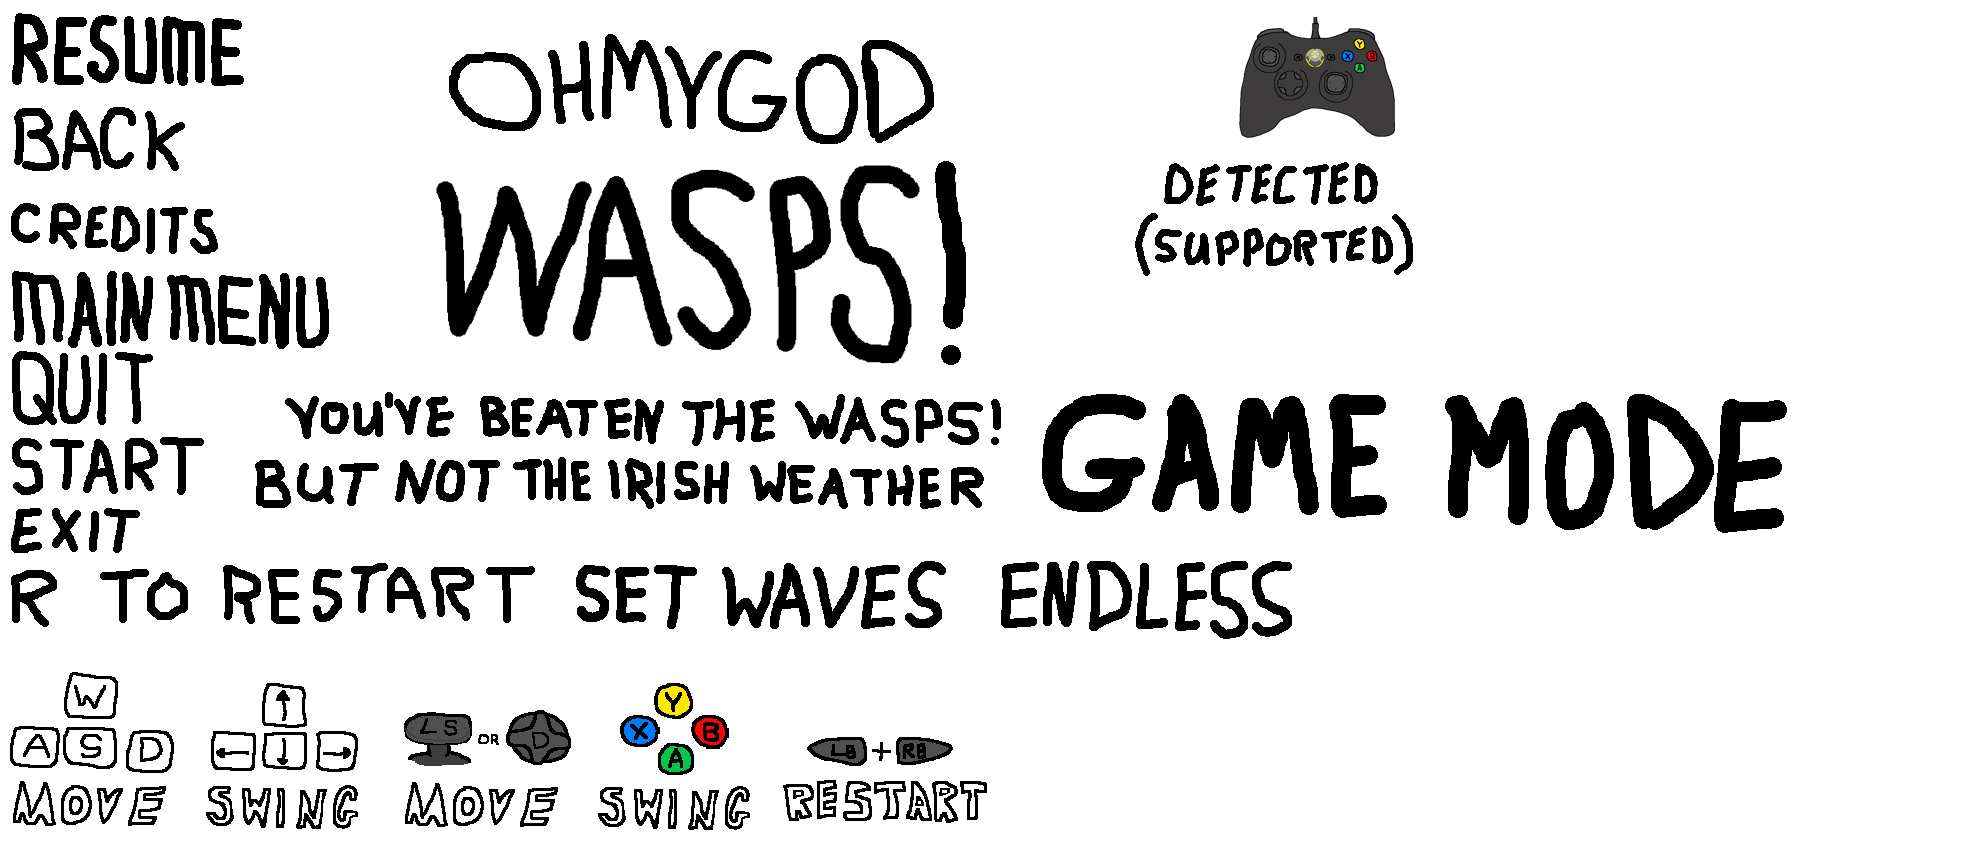 RESUME
BACK
CREDITS
MAIN MENU
QUIT
START
EXIT
OHMYGOD
WASPS!
Y
X
B
A
DETECTED
(SUPPORTED)
YOU'VE BEATEN THE WASPS!
BUT NOT THE IRISH WEATHER
GAME MODE
R TO RESTART
SET WAVES
ENDLESS
W
A S D
MOVE
↑
← ↓ →
SWING
LS OR D
MOVE
Y
X B
A
SWING
LB + RB
RESTART